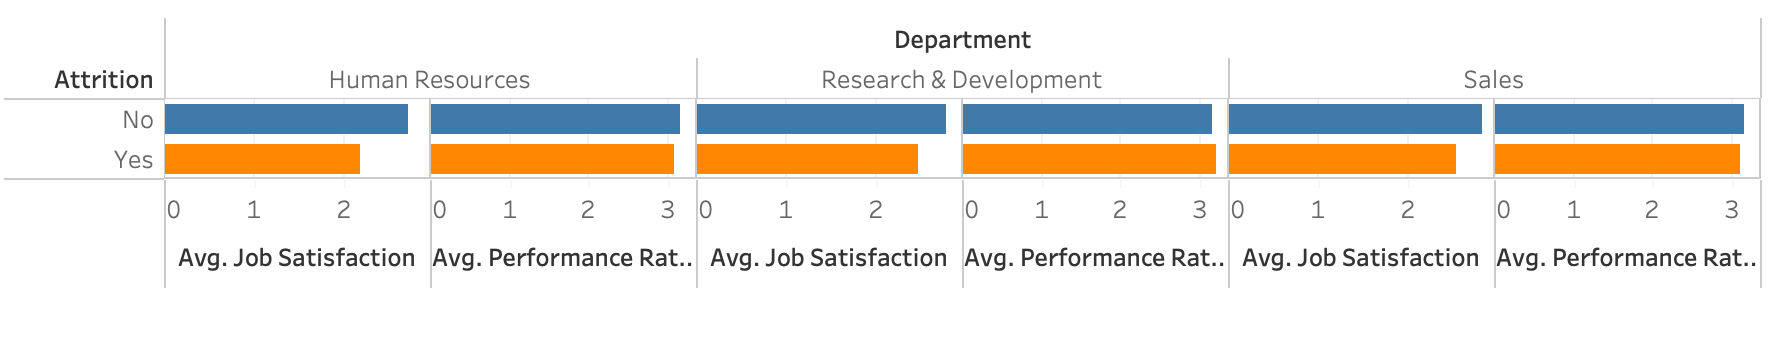 Department
Attrition Human Resources Research & Development Sales
No
Yes
0 1 2 0 1 2 3 0 1 2 0 1 2 3 0 1 2 0 1 2 3
Avg. Job Satisfaction Avg. Performance Rat.. Avg. Job Satisfaction Avg. Performance Rat.. Avg. Job Satisfaction Avg. Performance Rat..